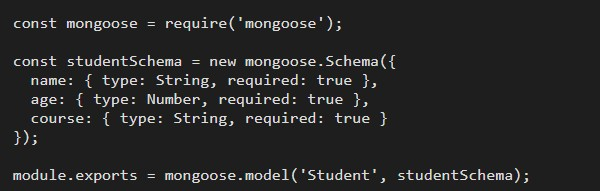 const mongoose = require('mongoose');
const studentSchema = new mongoose.Schema({
  name: { type: String, required: true },
  age: { type: Number, required: true },
  course: { type: String, required: true }
});
module.exports = mongoose.model('Student', studentSchema);